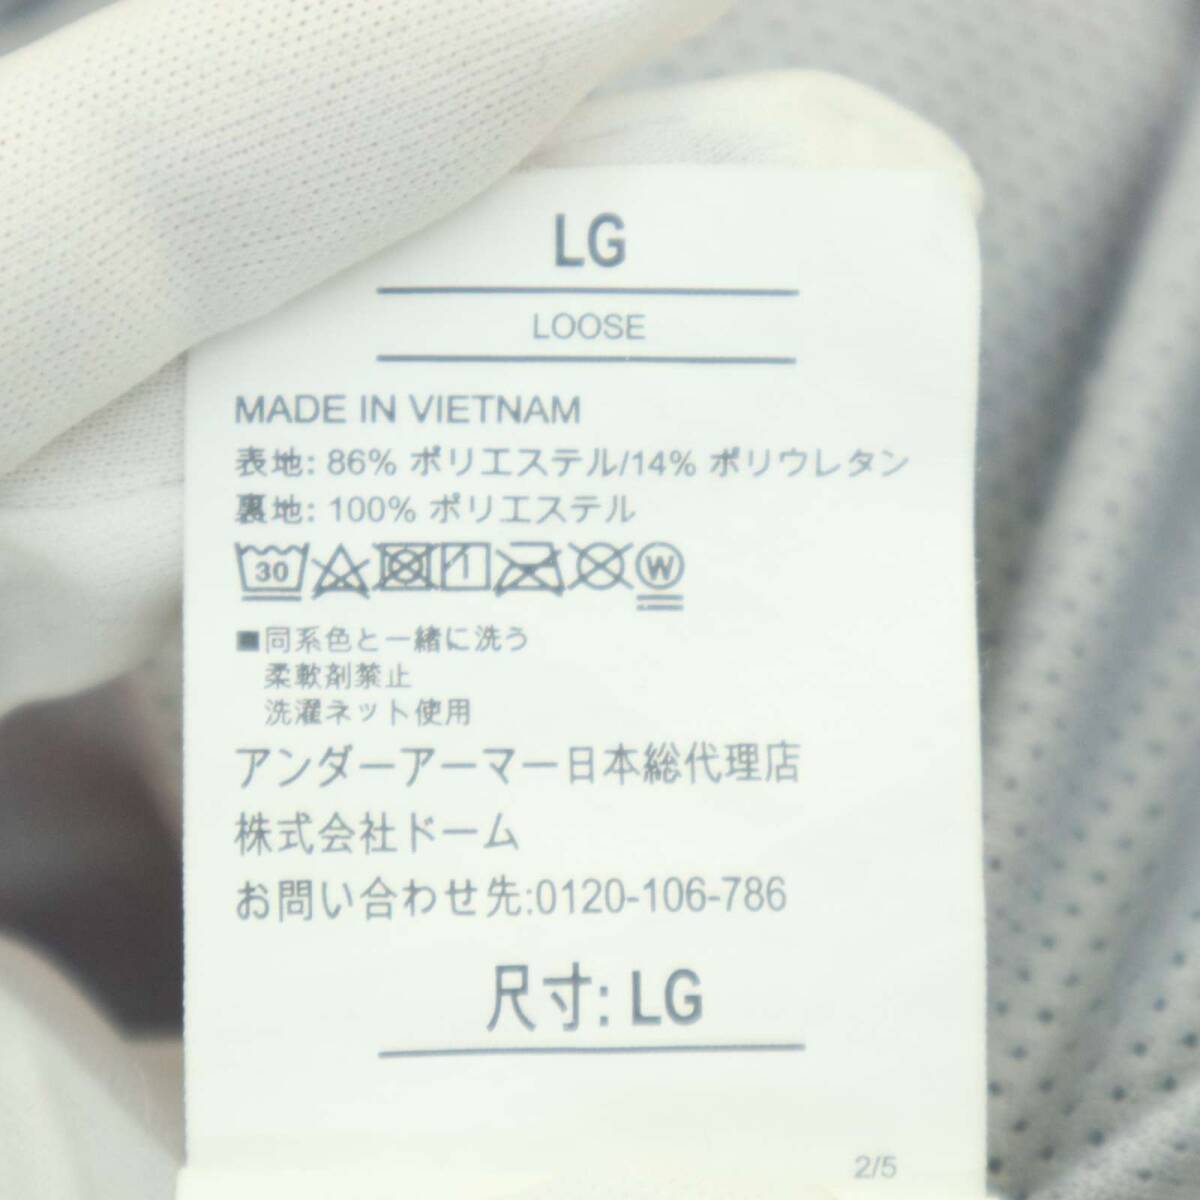 LG
LOOSE
MADE IN VIETNAM
表地: 86% ポリエステル/14% ポリウレタン
裏地: 100% ポリエステル
30 W
■同系色と一緒に洗う
柔軟剤禁止
洗濯ネット使用
アンダーアーマー日本総代理店
株式会社ドーム
お問い合わせ先:0120-106-786
尺寸: LG
2/5